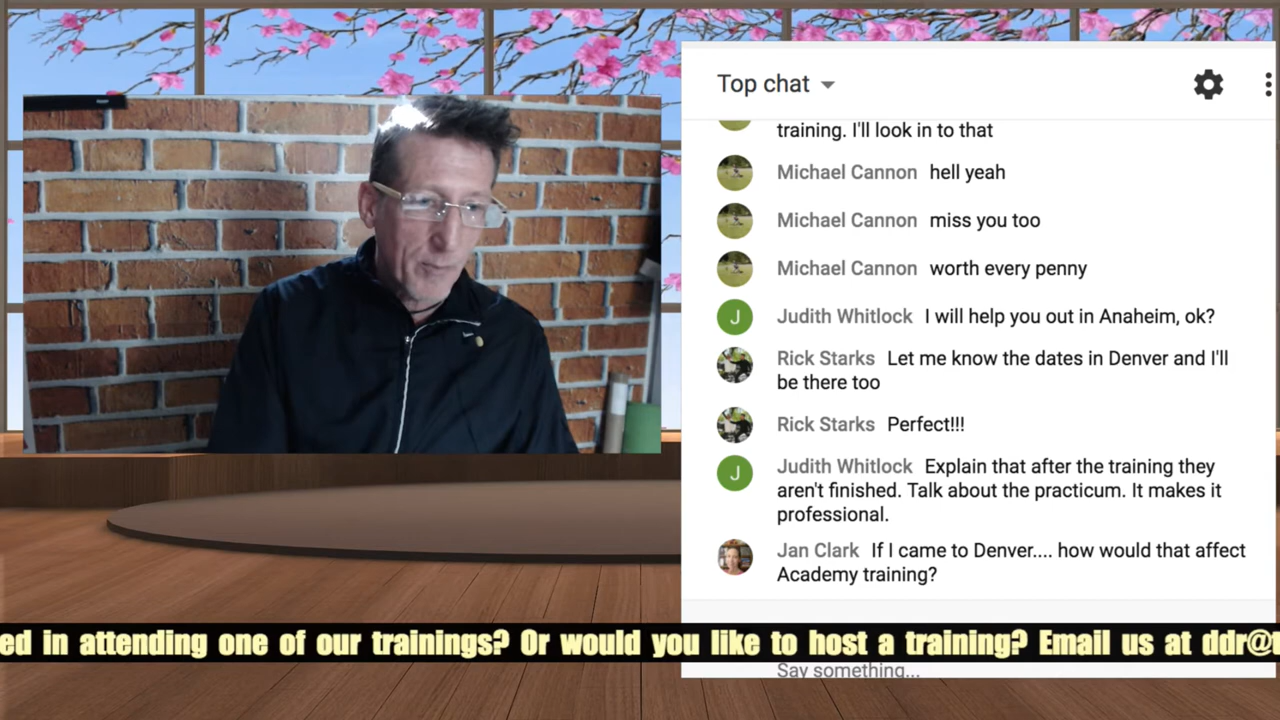 Top chat
training. I'll look in to that
Michael Cannon hell yeah
Michael Cannon miss you too
Michael Cannon worth every penny
J
Judith Whitlock I will help you out in Anaheim, ok?
Rick Starks Let me know the dates in Denver and I'll
be there too
Rick Starks Perfect!!!
J
Judith Whitlock Explain that after the training they
aren't finished. Talk about the practicum. It makes it
professional.
Jan Clark If I came to Denver.... how would that affect
Academy training?
ed in attending one of our trainings? Or would you like to host a training? Email us at ddr@
Say something...